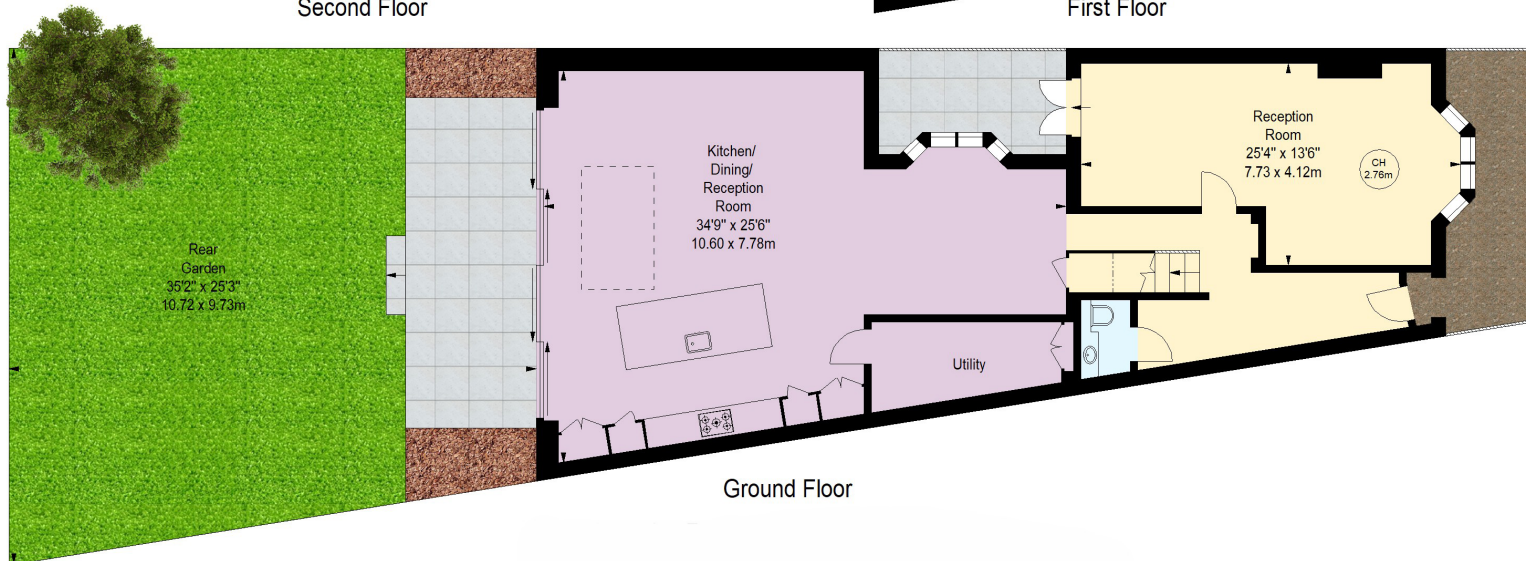 Second Floor
First Floor
Kitchen/
Dining/
Reception
Room
34'9" x 25'6"
10.60 x 7.78m
Reception
Room
25'4" x 13'6"
7.73 x 4.12m
CH
2.76m
Rear
Garden
35'2" x 25'3"
10.72 x 9.73m
Utility
Ground Floor